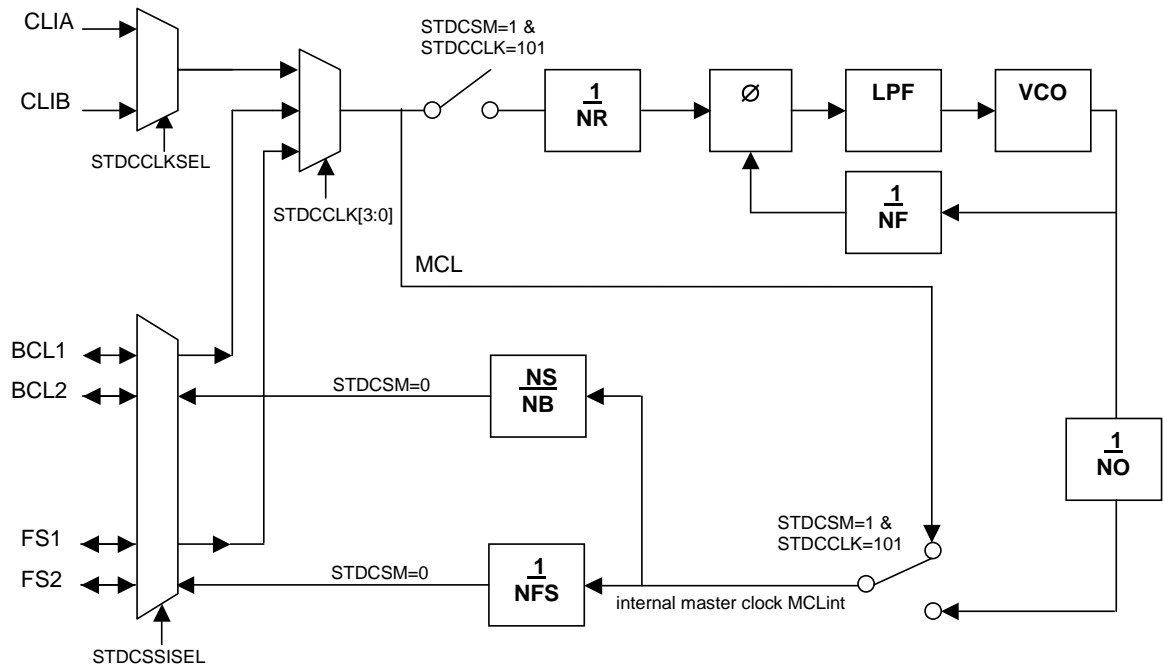 CLIA
CLIB
STDCCLKSEL
STDCSM=1 &
STDCCLK=101
STDCCLK[3:0]
1
NR
Ø
LPF
VCO
1
NF
MCL
BCL1
BCL2
STDCSM=0
NS
NB
1
NO
FS1
FS2
STDCSM=0
1
NFS
STDCSM=1 &
STDCCLK=101
internal master clock MCLint
STDCSSISEL